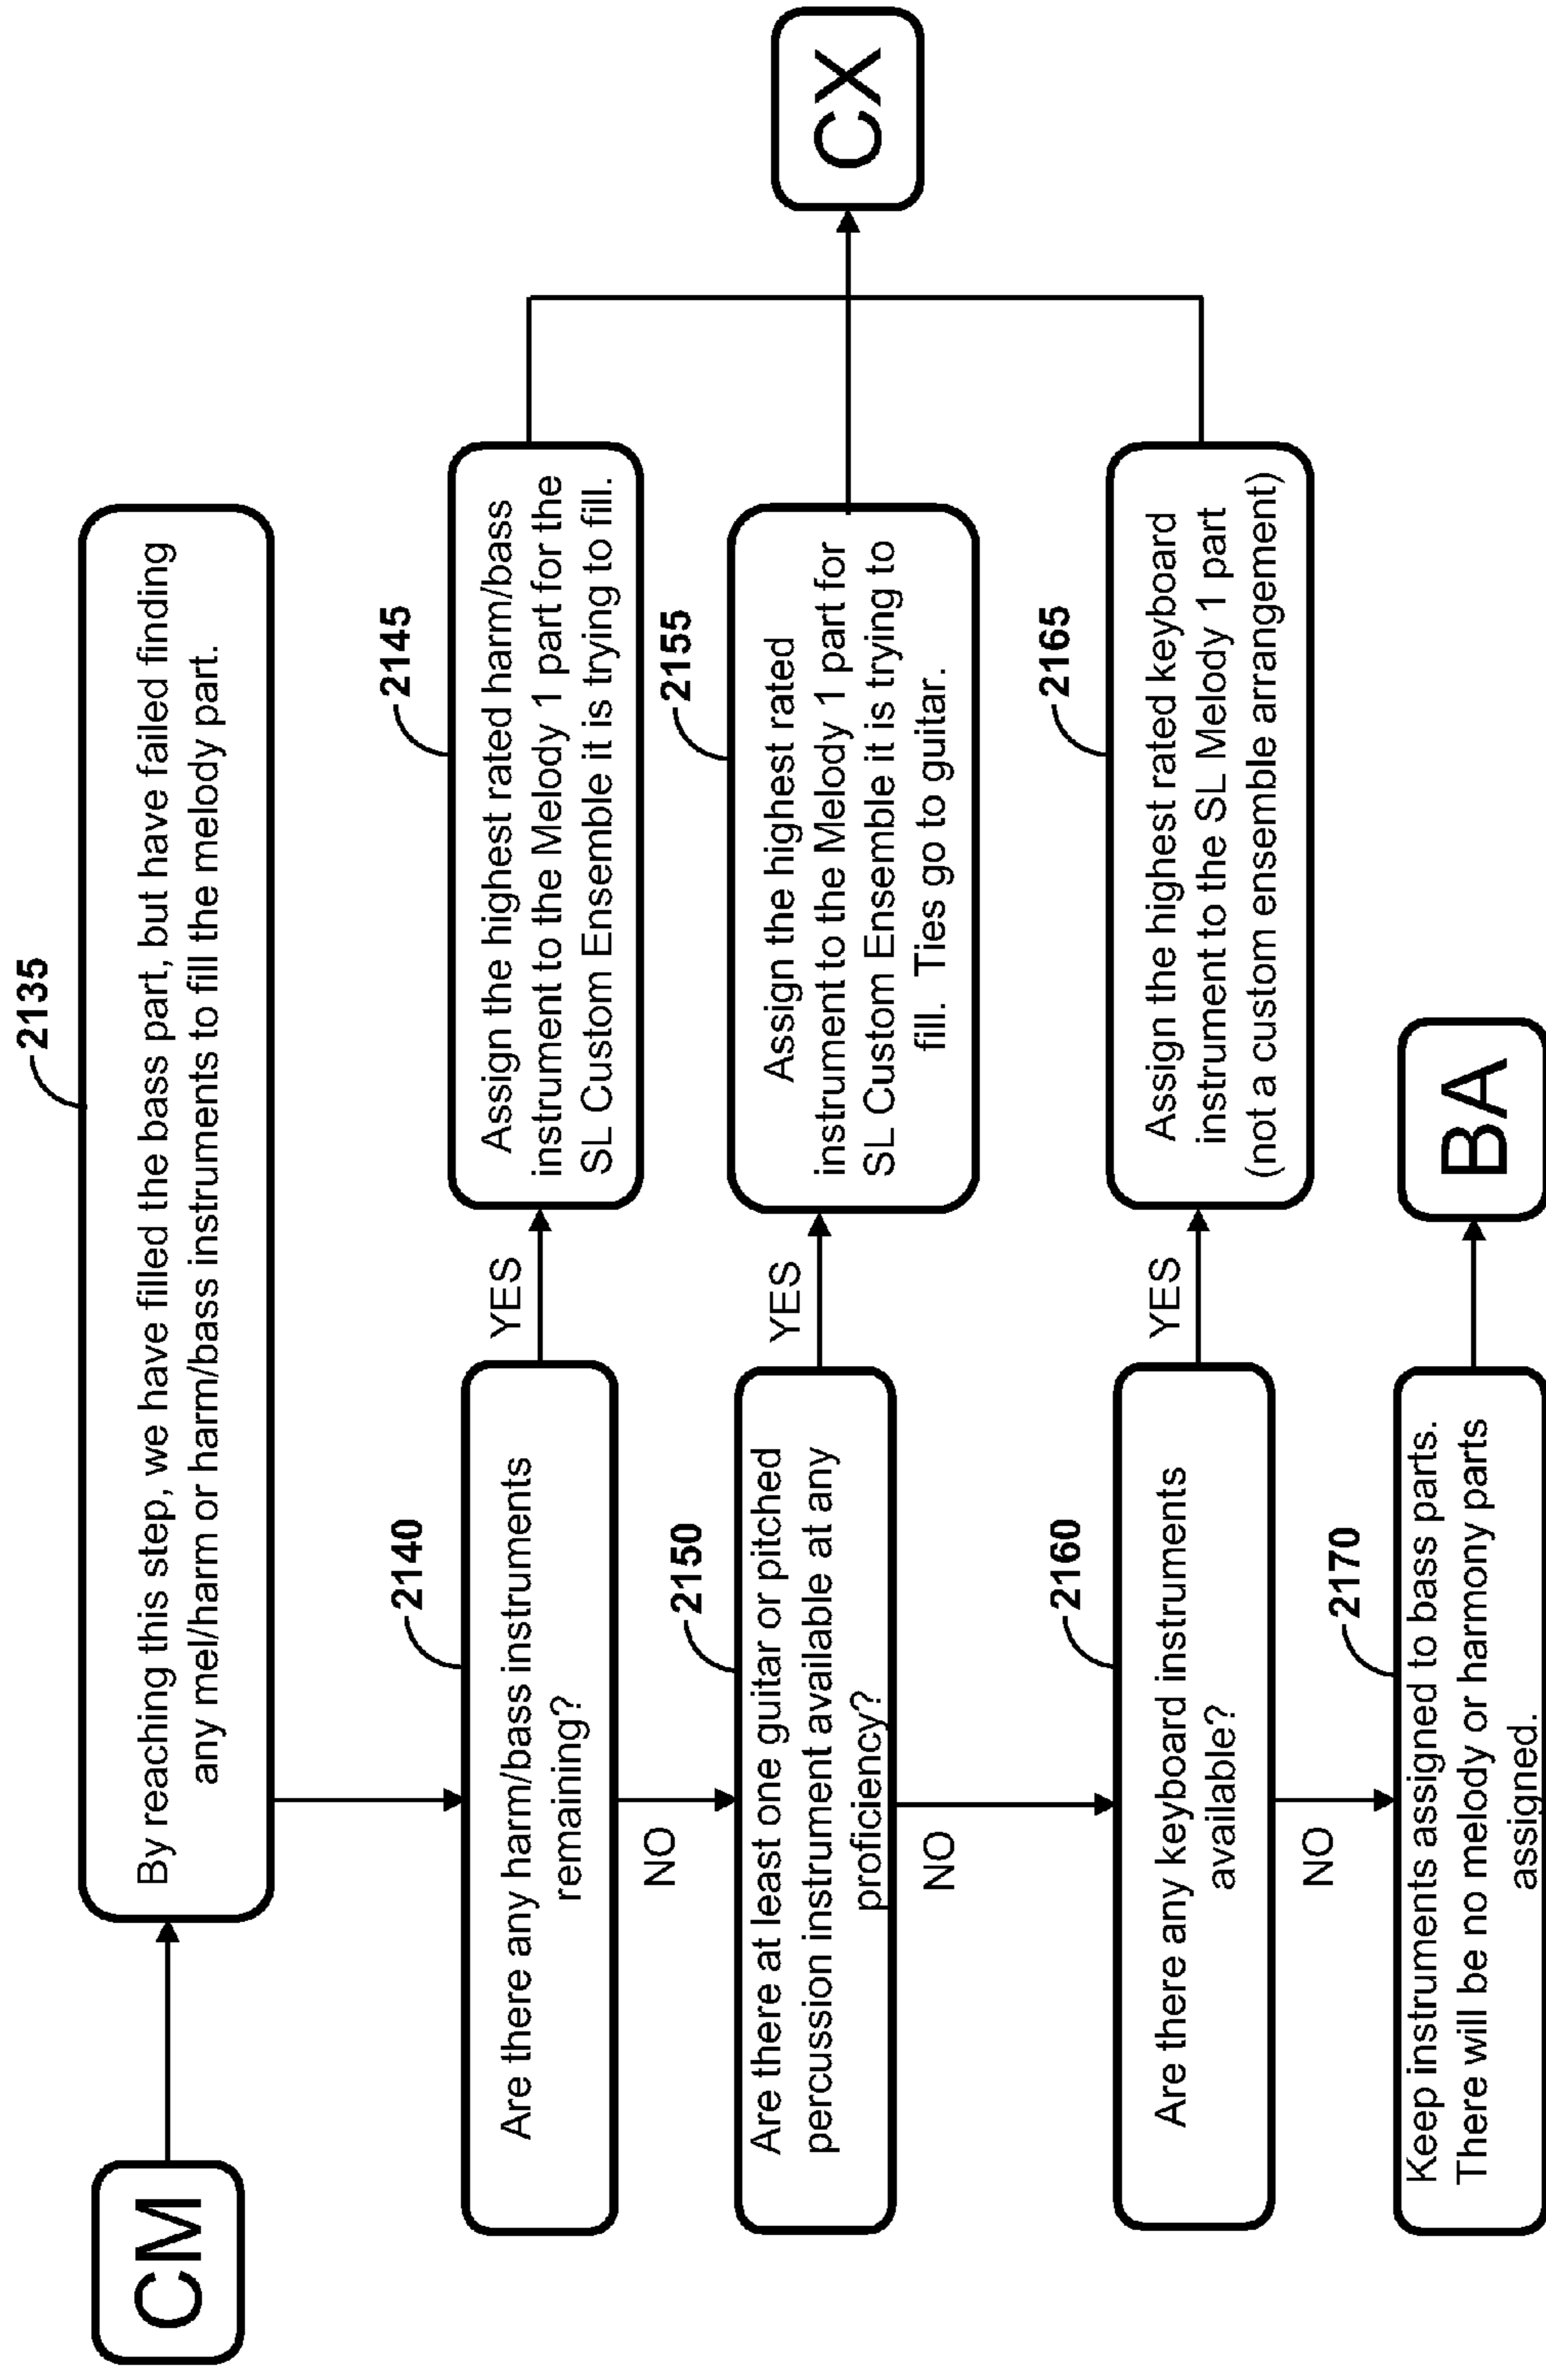 CM
2135
By reaching this step, we have filled the bass part, but have failed finding
any mel/harm or harm/bass instruments to fill the melody part.
2140
Are there any harm/bass instruments
remaining?
YES
2145
Assign the highest rated harm/bass
instrument to the Melody 1 part for the
SL Custom Ensemble it is trying to fill.
NO
2150
Are there at least one guitar or pitched
percussion instrument available at any
proficiency?
YES
2155
Assign the highest rated
instrument to the Melody 1 part for
SL Custom Ensemble it is trying to
fill. Ties go to guitar.
CX
NO
2160
Are there any keyboard instruments
available?
YES
2165
Assign the highest rated keyboard
instrument to the SL Melody 1 part
(not a custom ensemble arrangement)
NO
2170
Keep instruments assigned to bass parts.
There will be no melody or harmony parts
assigned.
BA